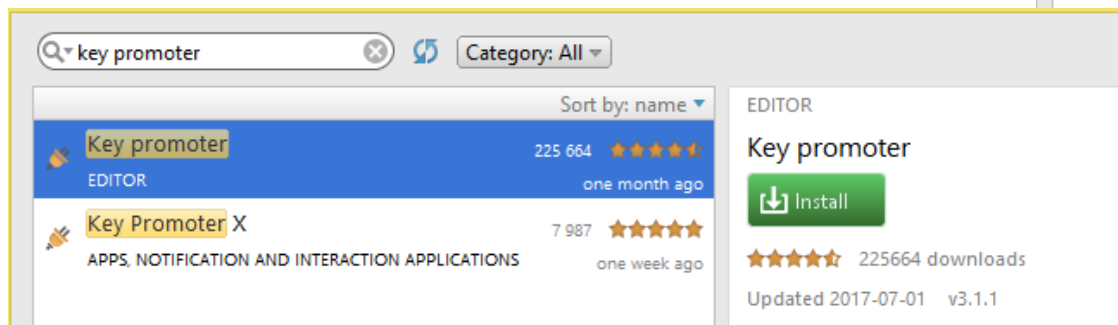 key promoter
Category: All
Sort by: name
Key promoter
225 664
EDITOR
one month ago
Key Promoter X
7 987
APPS, NOTIFICATION AND INTERACTION APPLICATIONS
one week ago
EDITOR
Key promoter
Install
225664 downloads
Updated 2017-07-01 v3.1.1